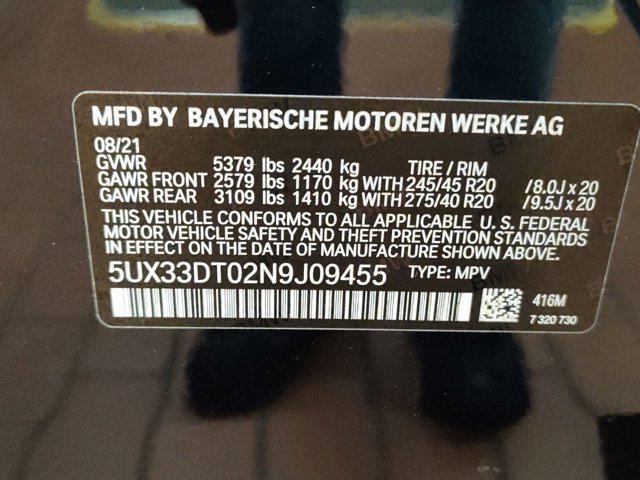 MFD BY BAYERISCHE MOTOREN WERKE AG
08/21
GVWR 5379 lbs 2440 kg TIRE / RIM
GAWR FRONT 2579 lbs 1170 kg WITH 245/45 R20 /8.0J x 20
GAWR REAR 3109 lbs 1410 kg WITH 275/40 R20 /9.5J x 20
THIS VEHICLE CONFORMS TO ALL APPLICABLE U. S. FEDERAL
MOTOR VEHICLE SAFETY AND THEFT PREVENTION STANDARDS
IN EFFECT ON THE DATE OF MANUFACTURE SHOWN ABOVE.
5UX33DT02N9J09455 TYPE: MPV
416M
7 320 730